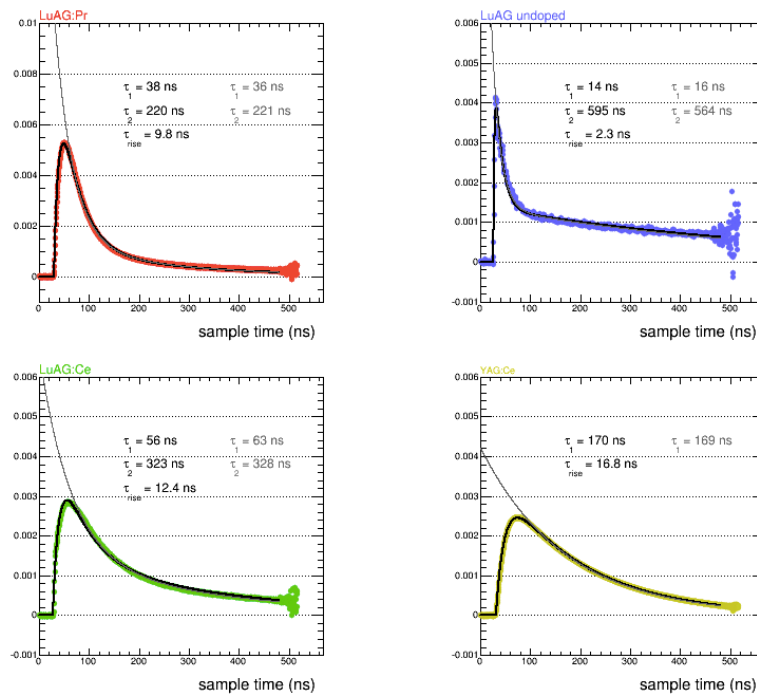 LuAG:Pr
0.01
0.008
0.006
0.004
0.002
0
τ1 = 38 ns τ1 = 36 ns
τ2 = 220 ns τ2 = 221 ns
τrise = 9.8 ns
0 100 200 300 400 500
sample time (ns)
LuAG undoped
0.006
0.005
0.004
0.003
0.002
0.001
0
-0.001
τ1 = 14 ns τ1 = 16 ns
τ2 = 595 ns τ2 = 564 ns
τrise = 2.3 ns
0 100 200 300 400 500
sample time (ns)
LuAG:Ce
0.006
0.005
0.004
0.003
0.002
0.001
0
-0.001
τ1 = 56 ns τ1 = 63 ns
τ2 = 323 ns τ2 = 328 ns
τrise = 12.4 ns
0 100 200 300 400 500
sample time (ns)
YAG:Ce
0.006
0.005
0.004
0.003
0.002
0.001
0
-0.001
τ1 = 170 ns τ1 = 169 ns
τrise = 16.8 ns
0 100 200 300 400 500
sample time (ns)